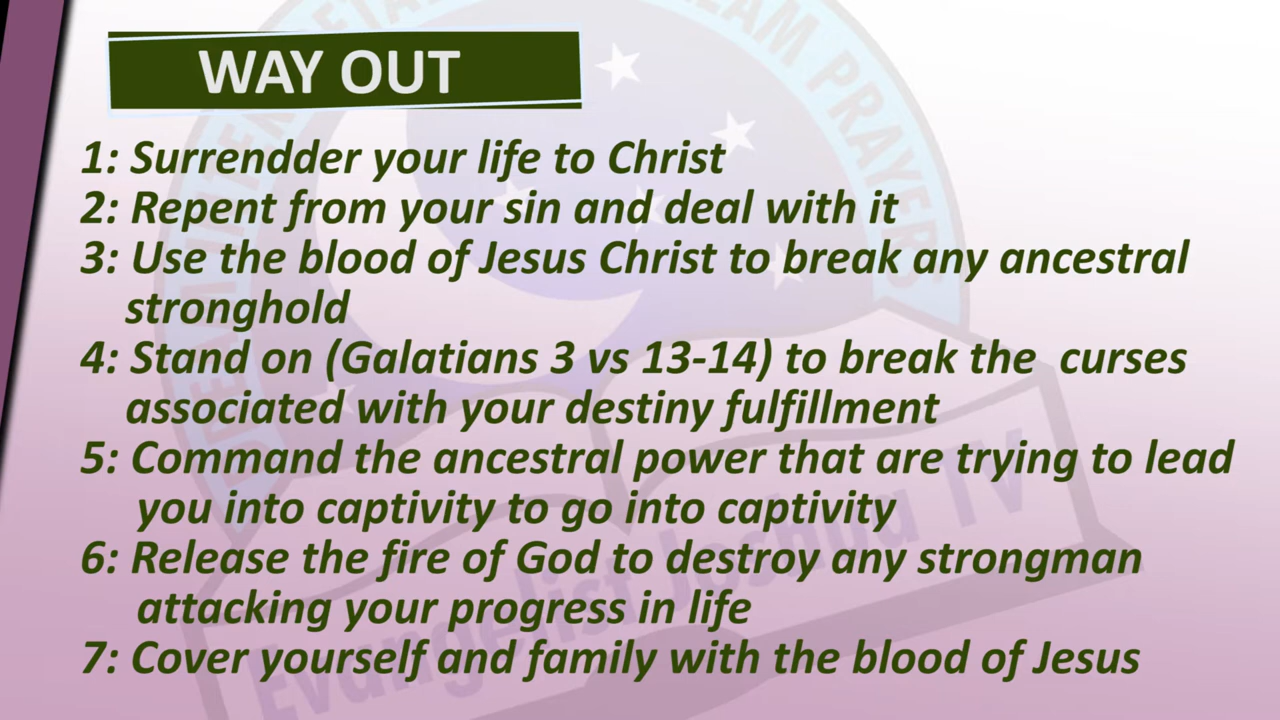 WAY OUT
1: Surrendder your life to Christ
2: Repent from your sin and deal with it
3: Use the blood of Jesus Christ to break any ancestral
stronghold
4: Stand on (Galatians 3 vs 13-14) to break the  curses
associated with your destiny fulfillment
5: Command the ancestral power that are trying to lead
you into captivity to go into captivity
6: Release the fire of God to destroy any strongman
attacking your progress in life
7: Cover yourself and family with the blood of Jesus
PRAYERS
Evangelist Joshua TV